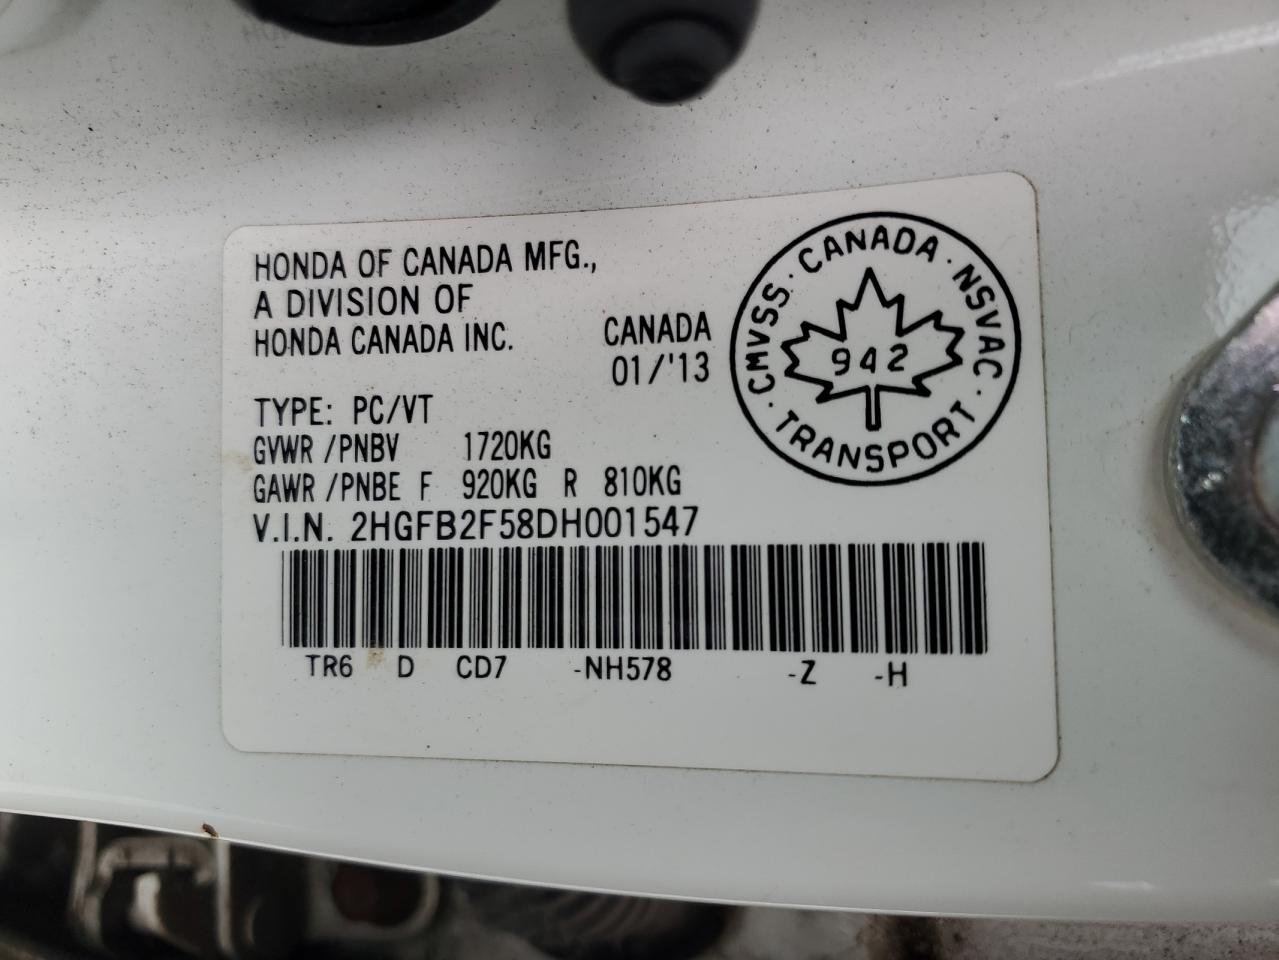 HONDA OF CANADA MFG.,
A DIVISION OF
HONDA CANADA INC.
CANADA
01/'13
TYPE: PC/VT
GVWR /PNBV 1720KG
GAWR /PNBE F 920KG R 810KG
V.I.N. 2HGFB2F58DH001547
TR6 D CD7 -NH578 -Z -H
CMVSS · CANADA · NSVAC · TRANSPORT ·
942